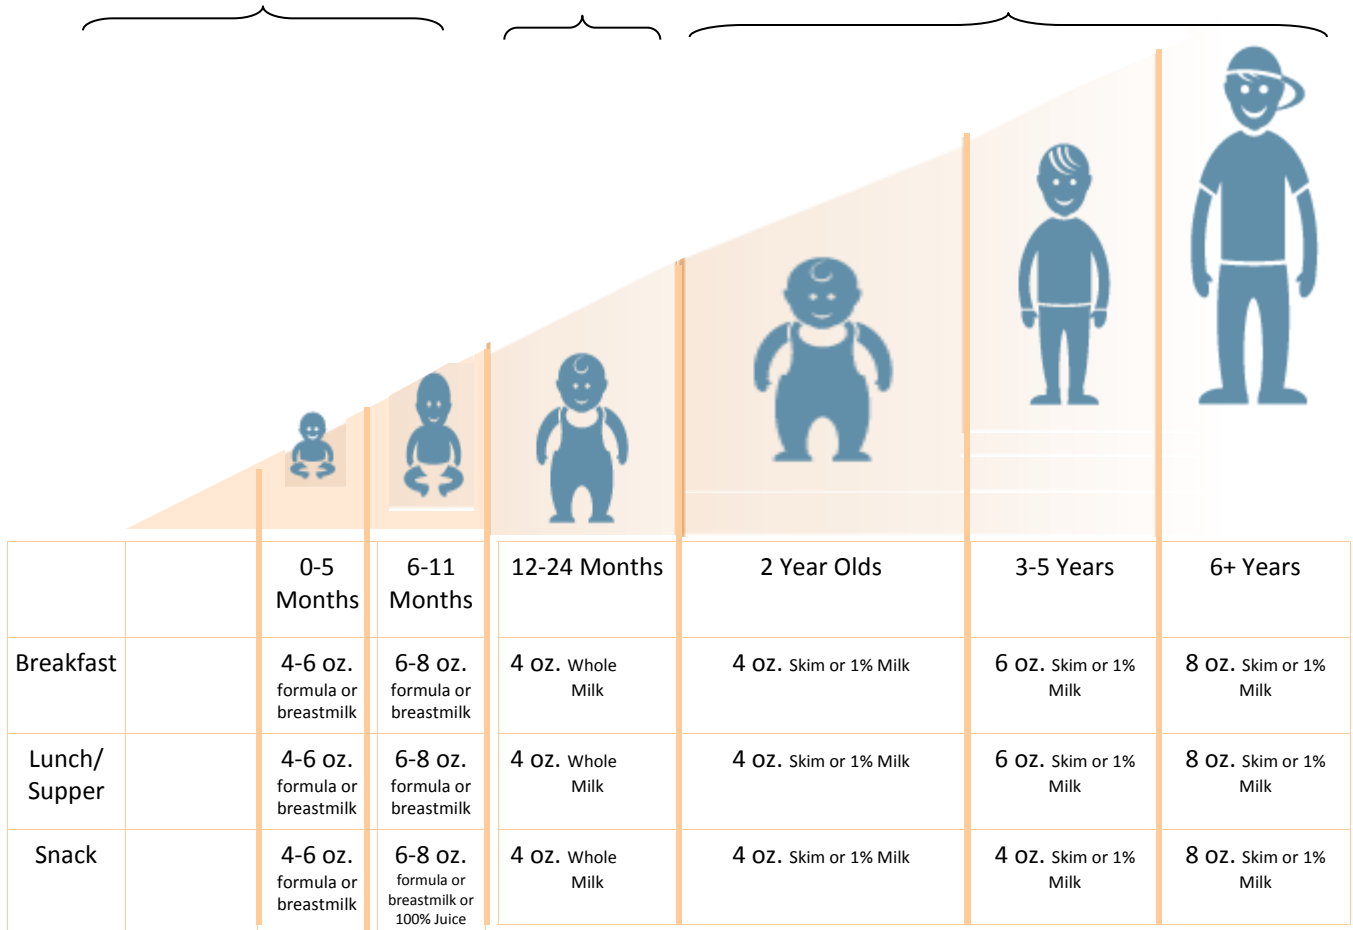 0-5
Months
6-11
Months
12-24 Months
2 Year Olds
3-5 Years
6+ Years
Breakfast
4-6 oz.
formula or
breastmilk
6-8 oz.
formula or
breastmilk
4 oz. Whole
Milk
4 oz. Skim or 1% Milk
6 oz. Skim or 1%
Milk
8 oz. Skim or 1%
Milk
Lunch/
Supper
4-6 oz.
formula or
breastmilk
6-8 oz.
formula or
breastmilk
4 oz. Whole
Milk
4 oz. Skim or 1% Milk
6 oz. Skim or 1%
Milk
8 oz. Skim or 1%
Milk
Snack
4-6 oz.
formula or
breastmilk
6-8 oz.
formula or
breastmilk or
100% Juice
4 oz. Whole
Milk
4 oz. Skim or 1% Milk
4 oz. Skim or 1%
Milk
8 oz. Skim or 1%
Milk